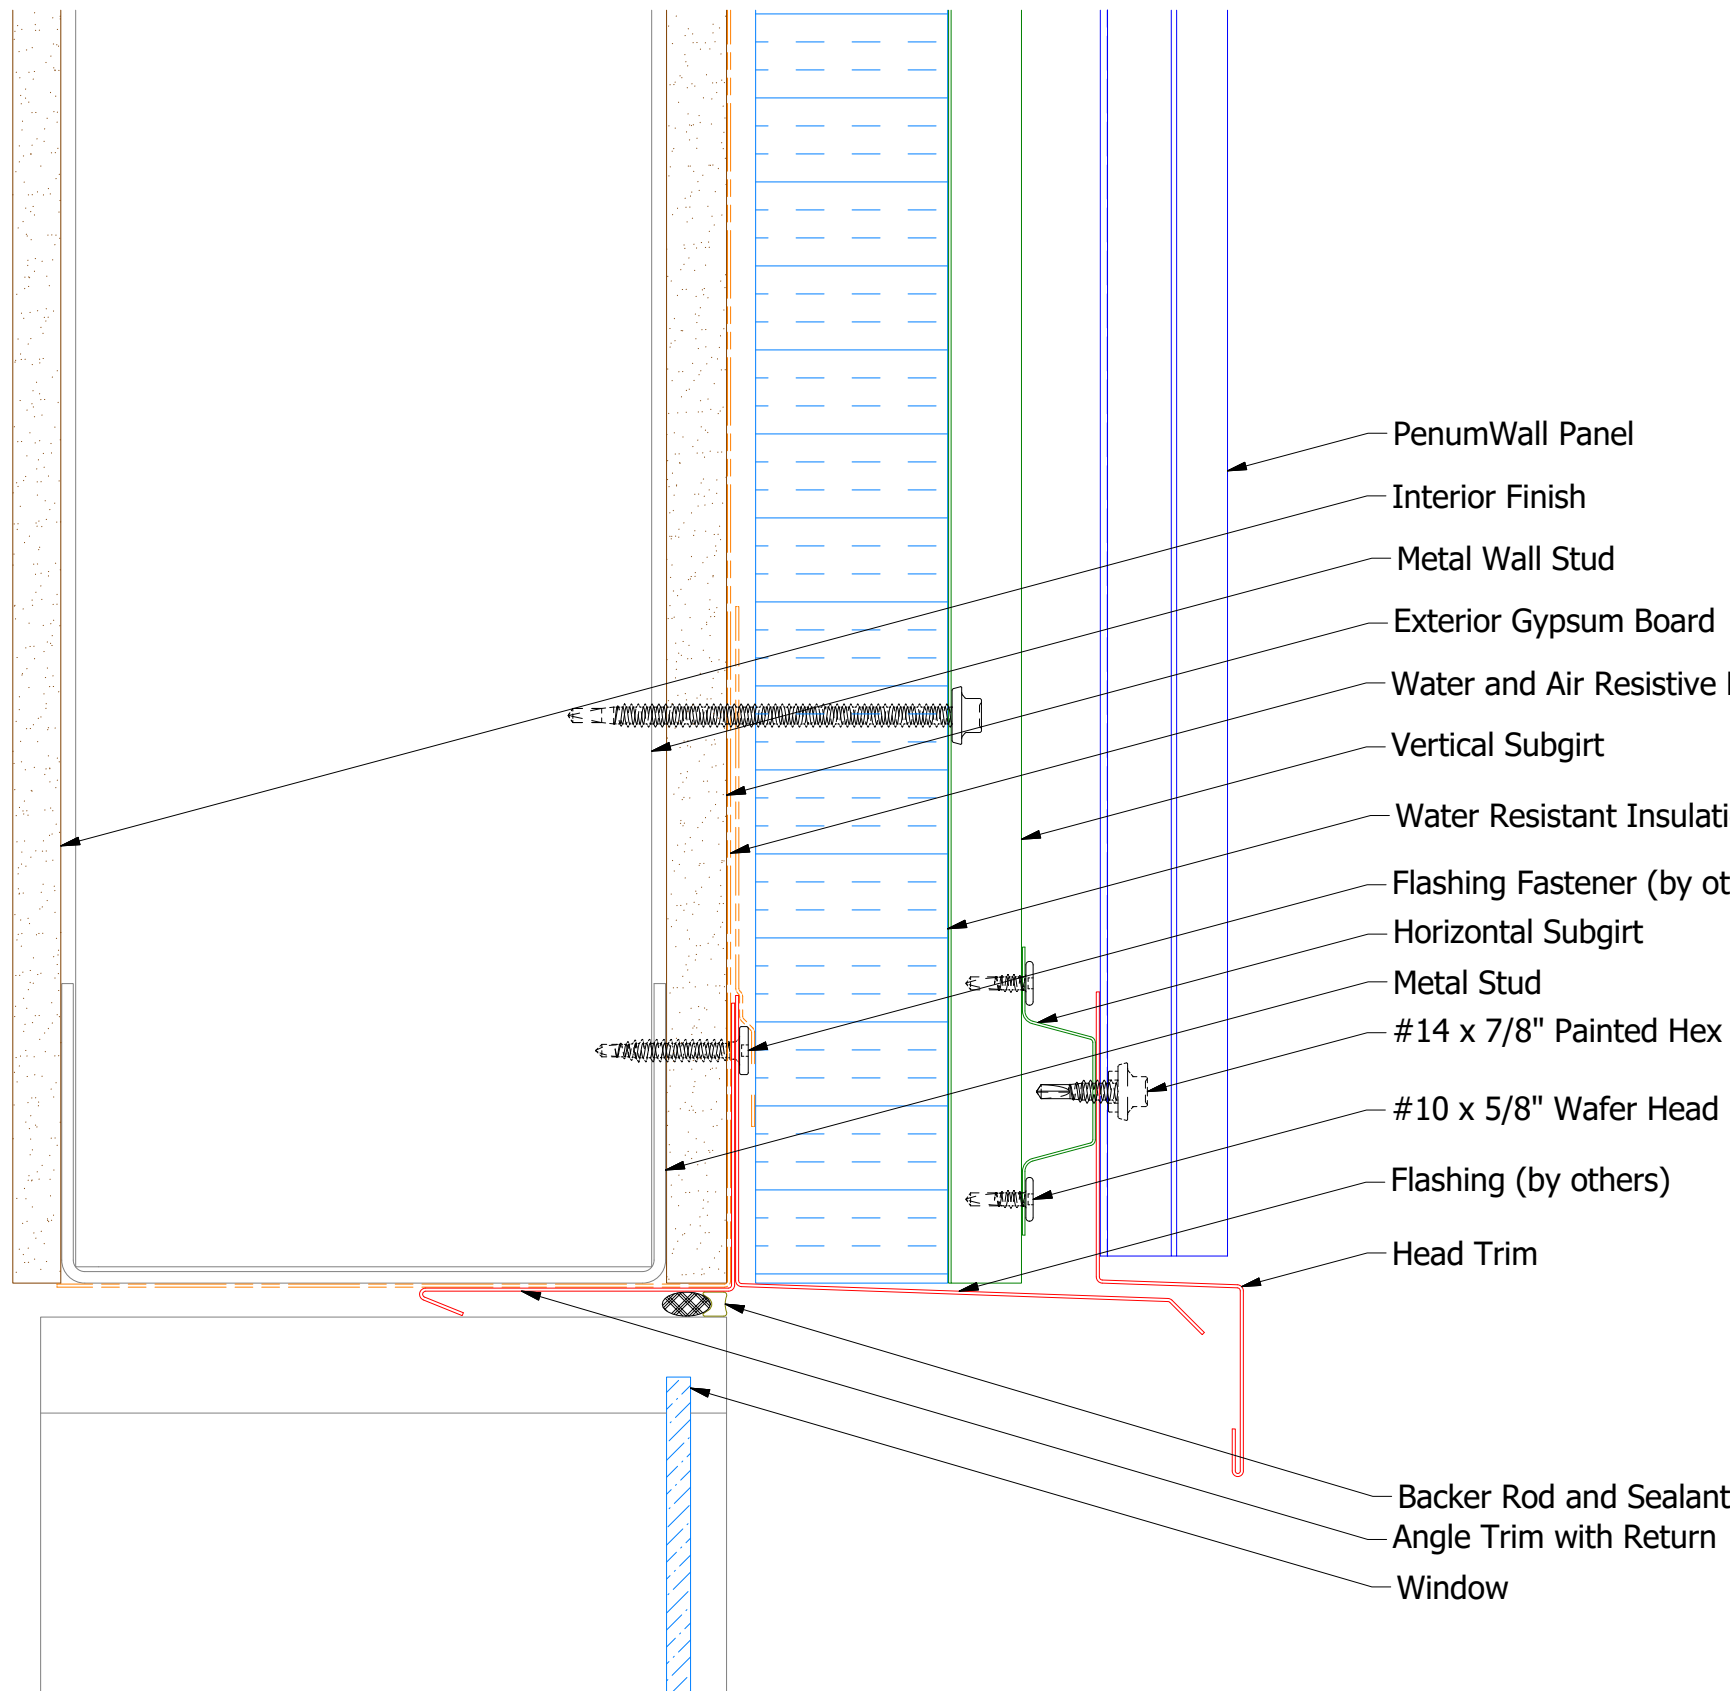 PenumWall Panel
Interior Finish
Metal Wall Stud
Exterior Gypsum Board
Water and Air Resistive
Vertical Subgirt
Water Resistant Insulati
Flashing Fastener (by ot
Horizontal Subgirt
Metal Stud
#14 x 7/8" Painted Hex
#10 x 5/8" Wafer Head
Flashing (by others)
Head Trim
Backer Rod and Sealant
Angle Trim with Return
Window